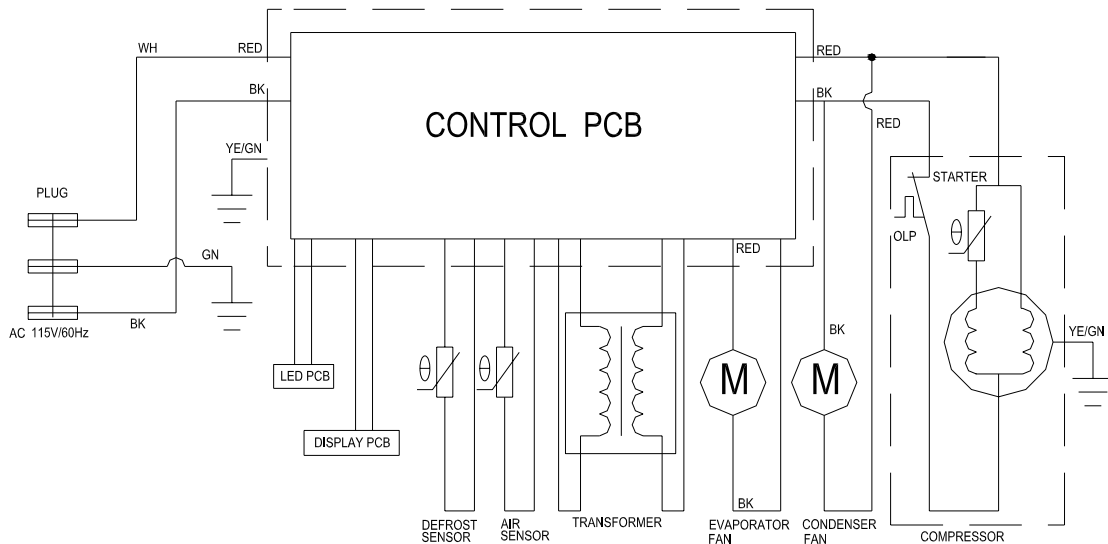 WH
RED
RED
BK
BK
RED
CONTROL PCB
YE/GN
PLUG
STARTER
OLP
θ
GN
RED
BK
AC 115V/60Hz
BK
YE/GN
LED PCB
θ
θ
M
M
DISPLAY PCB
BK
DEFROST
SENSOR
AIR
SENSOR
TRANSFORMER
EVAPORATOR
FAN
CONDENSER
FAN
COMPRESSOR